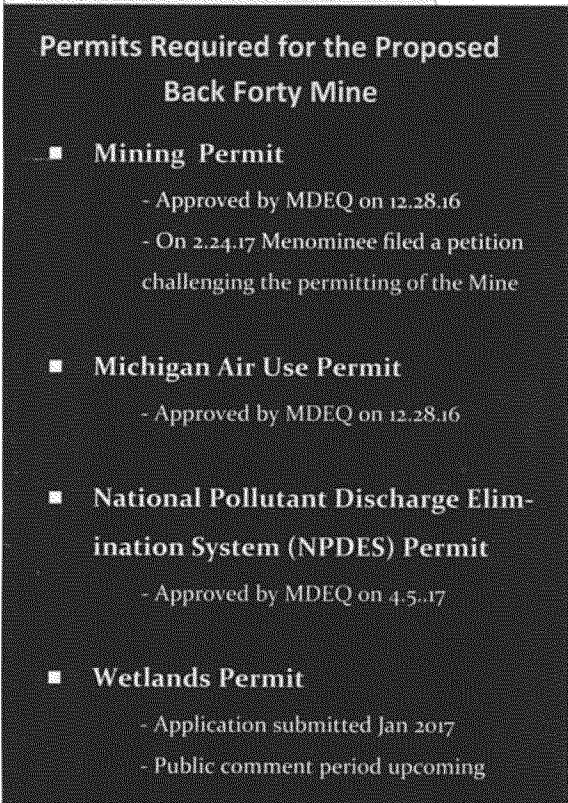 Permits Required for the Proposed
Back Forty Mine
■ Mining Permit
- Approved by MDEQ on 12.28.16
- On 2.24.17 Menominee filed a petition
challenging the permitting of the Mine
■ Michigan Air Use Permit
- Approved by MDEQ on 12.28.16
■ National Pollutant Discharge Elim-
ination System (NPDES) Permit
- Approved by MDEQ on 4.5..17
■ Wetlands Permit
- Application submitted Jan 2017
- Public comment period upcoming